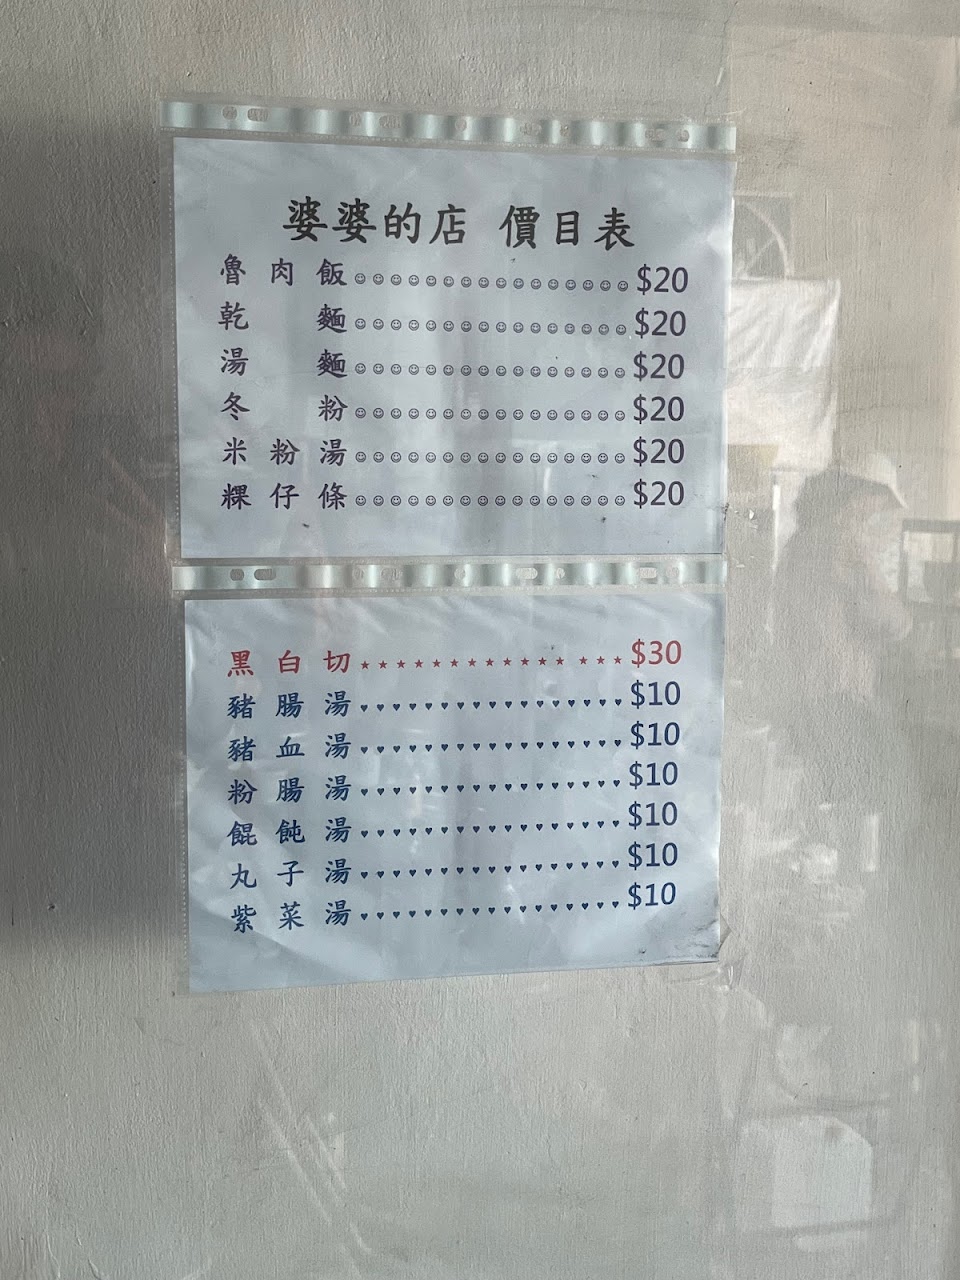 婆婆的店 價目表
魯肉飯☺☺☺☺☺☺☺☺☺☺☺☺☺☺☺☺$20
乾麵☺☺☺☺☺☺☺☺☺☺☺☺☺☺☺☺$20
湯麵☺☺☺☺☺☺☺☺☺☺☺☺☺☺☺☺$20
冬粉☺☺☺☺☺☺☺☺☺☺☺☺☺☺☺☺$20
米粉湯☺☺☺☺☺☺☺☺☺☺☺☺☺☺☺☺$20
粿仔條☺☺☺☺☺☺☺☺☺☺☺☺☺☺☺☺$20
黑白切★★★★★★★★★★★★ ★★★$30
豬腸湯♥♥♥♥♥♥♥♥♥♥♥♥♥♥♥♥♥$10
豬血湯♥♥♥♥♥♥♥♥♥♥♥♥♥♥♥♥♥$10
粉腸湯♥♥♥♥♥♥♥♥♥♥♥♥♥♥♥♥♥$10
餛飩湯♥♥♥♥♥♥♥♥♥♥♥♥♥♥♥♥♥$10
丸子湯♥♥♥♥♥♥♥♥♥♥♥♥♥♥♥♥♥$10
紫菜湯♥♥♥♥♥♥♥♥♥♥♥♥♥♥♥♥♥$10